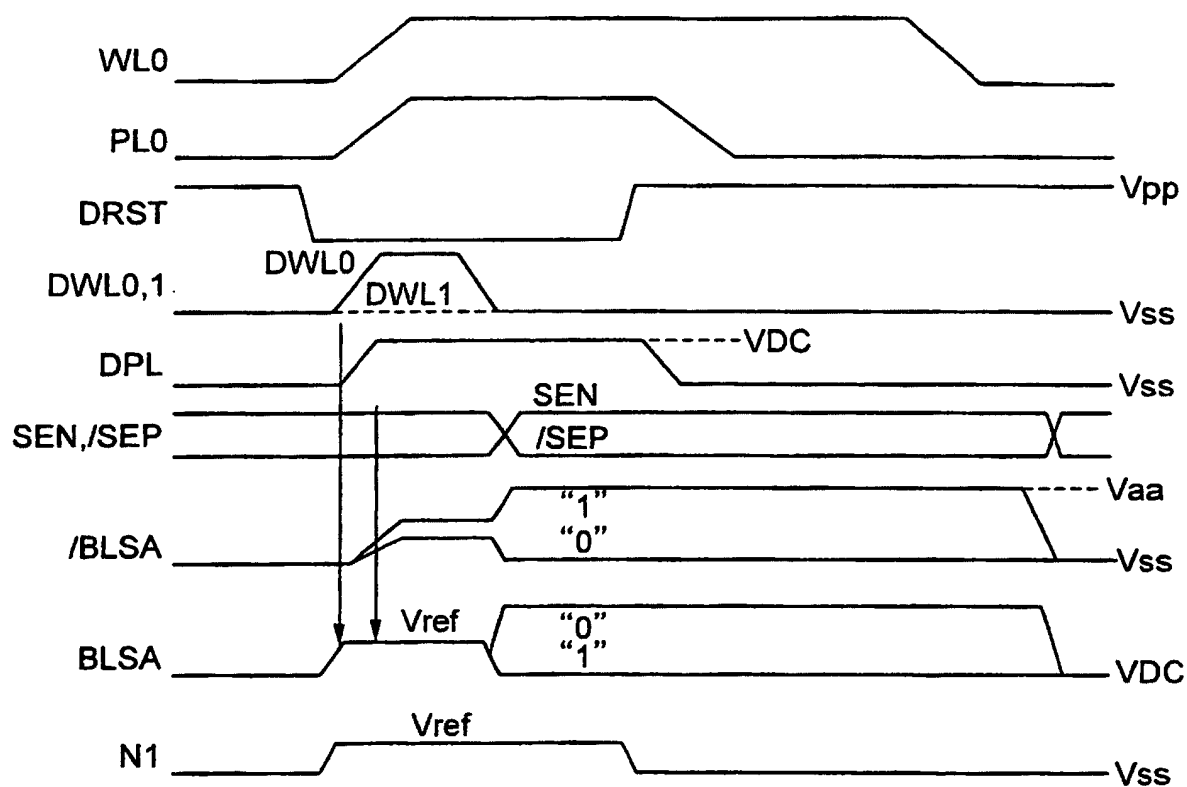 WL0
PL0
DRST
Vpp
DWL0,1
DWL0
DWL1
Vss
DPL
VDC
Vss
SEN,/SEP
SEN
/SEP
/BLSA
“1”
“0”
Vaa
Vss
BLSA
Vref
“0”
“1”
VDC
N1
Vref
Vss